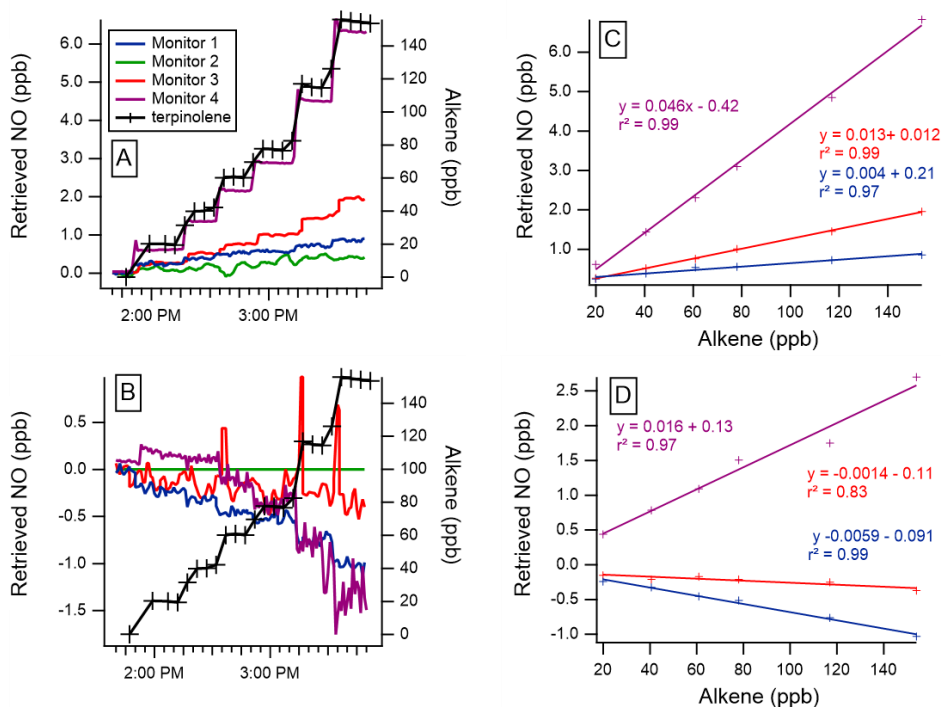 A
Monitor 1
Monitor 2
Monitor 3
Monitor 4
terpinolene
Retrieved NO (ppb)
6.0
5.0
4.0
3.0
2.0
1.0
0.0
Alkene (ppb)
140
120
100
80
60
40
20
0
2:00 PM
3:00 PM
C
Retrieved NO (ppb)
6.0
5.0
4.0
3.0
2.0
1.0
y = 0.046x - 0.42
r² = 0.99
y = 0.013+ 0.012
r² = 0.99
y = 0.004 + 0.21
r² = 0.97
20
40
60
80
100
120
140
Alkene (ppb)
B
Retrieved NO (ppb)
0.5
0.0
-0.5
-1.0
-1.5
Alkene (ppb)
140
120
100
80
60
40
20
0
2:00 PM
3:00 PM
D
Retrieved NO (ppb)
2.5
2.0
1.5
1.0
0.5
0.0
-0.5
-1.0
y = 0.016 + 0.13
r² = 0.97
y = -0.0014 - 0.11
r² = 0.83
y -0.0059 - 0.091
r² = 0.99
20
40
60
80
100
120
140
Alkene (ppb)